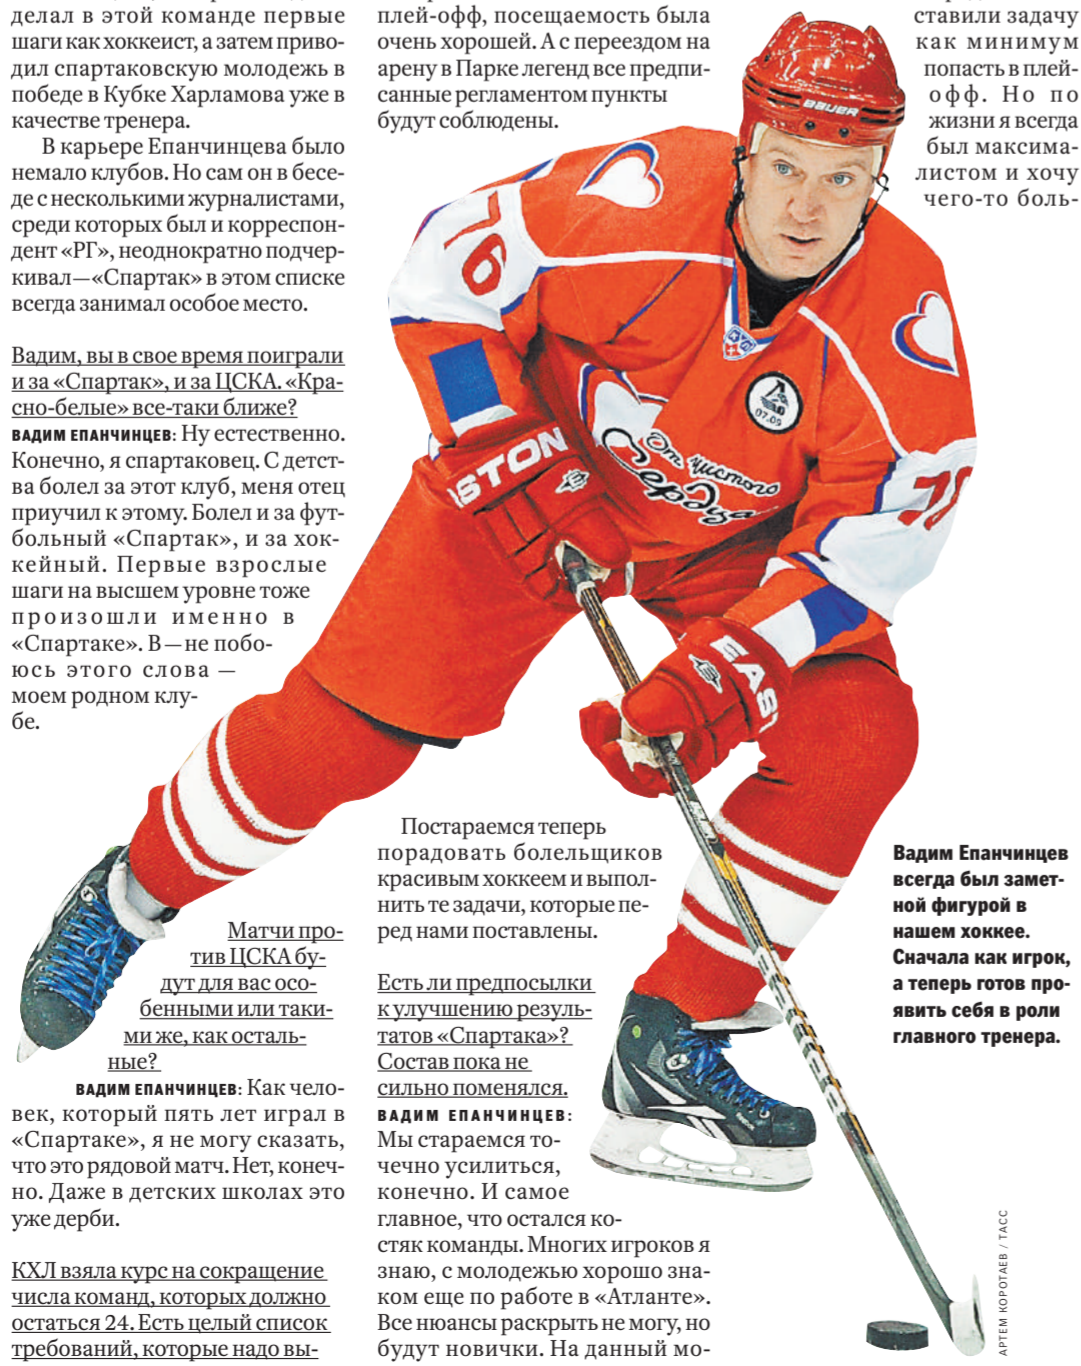 делал в этой команде первые
шаги как хоккеист, а затем приво-
дил спартаковскую молодежь в
победе в Кубке Харламова уже в
качестве тренера.
В карьере Епанчинцева было
немало клубов. Но сам он в бесе-
де с несколькими журналистами,
среди которых был и корреспон-
дент «РГ», неоднократно подчер-
кивал—«Спартак» в этом списке
всегда занимал особое место.
Вадим, вы в свое время поиграли
и за «Спартак», и за ЦСКА. «Кра-
сно-белые» все-таки ближе?
ВАДИМ ЕПАНЧИНЦЕВ: Ну естественно.
Конечно, я спартаковец. С детст-
ва болел за этот клуб, меня отец
приучил к этому. Болел и за фут-
больный «Спартак», и за хок-
кейный. Первые взрослые
шаги на высшем уровне тоже
произошли именно в
«Спартаке». В — не побо-
юсь этого слова —
моем родном клу-
бе.
Матчи про-
тив ЦСКА бу-
дут для вас осо-
бенными или таки-
ми же, как осталь-
ные?
ВАДИМ ЕПАНЧИНЦЕВ: Как чело-
век, который пять лет играл в
«Спартаке», я не могу сказать,
что это рядовой матч. Нет, конеч-
но. Даже в детских школах это
уже дерби.
КХЛ взяла курс на сокращение
числа команд, которых должно
остаться 24. Есть целый список
требований, которые надо вы-
плей-офф, посещаемость была
очень хорошей. А с переездом на
арену в Парке легенд все предпи-
санные регламентом пункты
будут соблюдены.
Постараемся теперь
порадовать болельщиков
красивым хоккеем и выпол-
нить те задачи, которые пе-
ред нами поставлены.
Есть ли предпосылки
к улучшению резуль-
татов «Спартака»?
Состав пока не
сильно поменялся.
ВАДИМ ЕПАНЧИНЦЕВ:
Мы стараемся то-
чечно усилиться,
конечно. И самое
главное, что остался ко-
стяк команды. Многих игроков я
знаю, с молодежью хорошо зна-
ком еще по работе в «Атланте».
Все нюансы раскрыть не могу, но
будут новички. На данный мо-
ставили задачу
как минимум
попасть в плей-
офф. Но по
жизни я всегда
был максима-
листом и хочу
чего-то боль-
BAUER
76
07.09
От чистого
Сердца
STON
EAS
Вадим Епанчинцев
всегда был замет-
ной фигурой в
нашем хоккее.
Сначала как игрок,
а теперь готов про-
явить себя в роли
главного тренера.
АРТЕМ КОРОТАЕВ / ТАСС